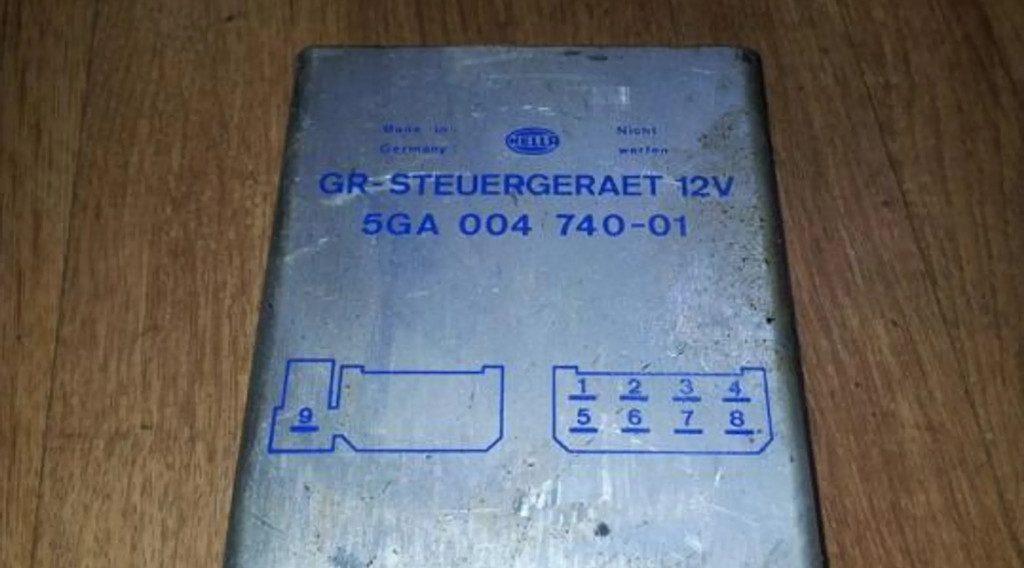 Made in
Germany
HELLA
Nicht
werfen
GR-STEUERGERAET 12V
5GA 004 740-01
9
1 2 3 4
5 6 7 8